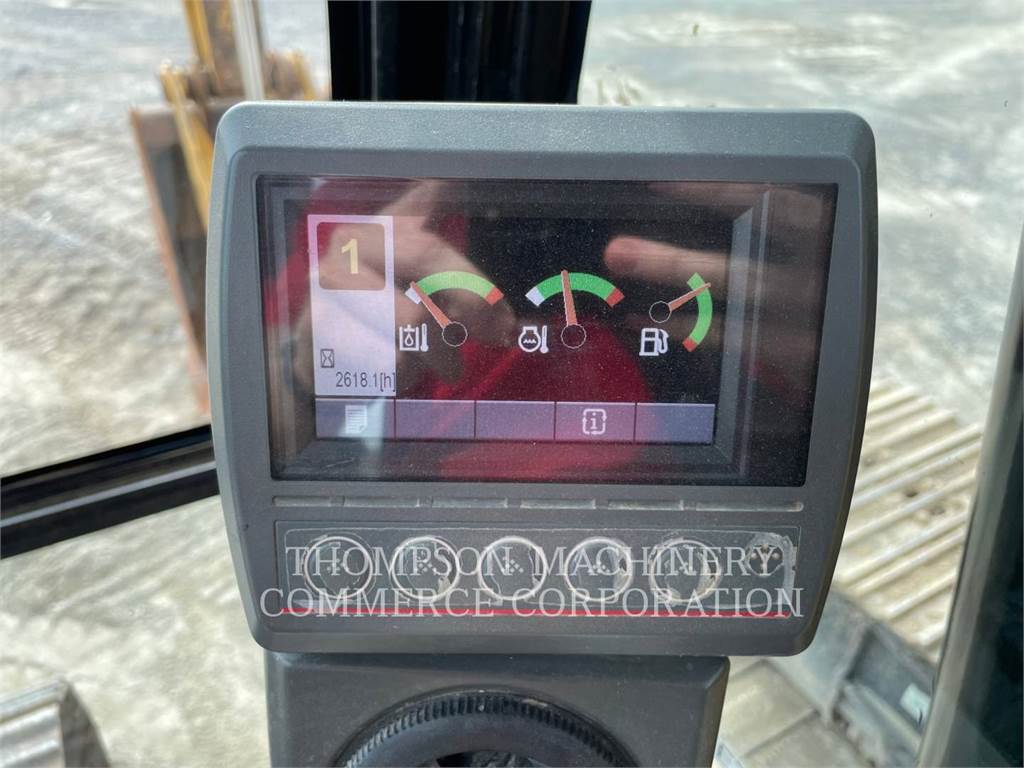 1
2618.1[h]
THOMPSON MACHINERY
COMMERCE CORPORATION